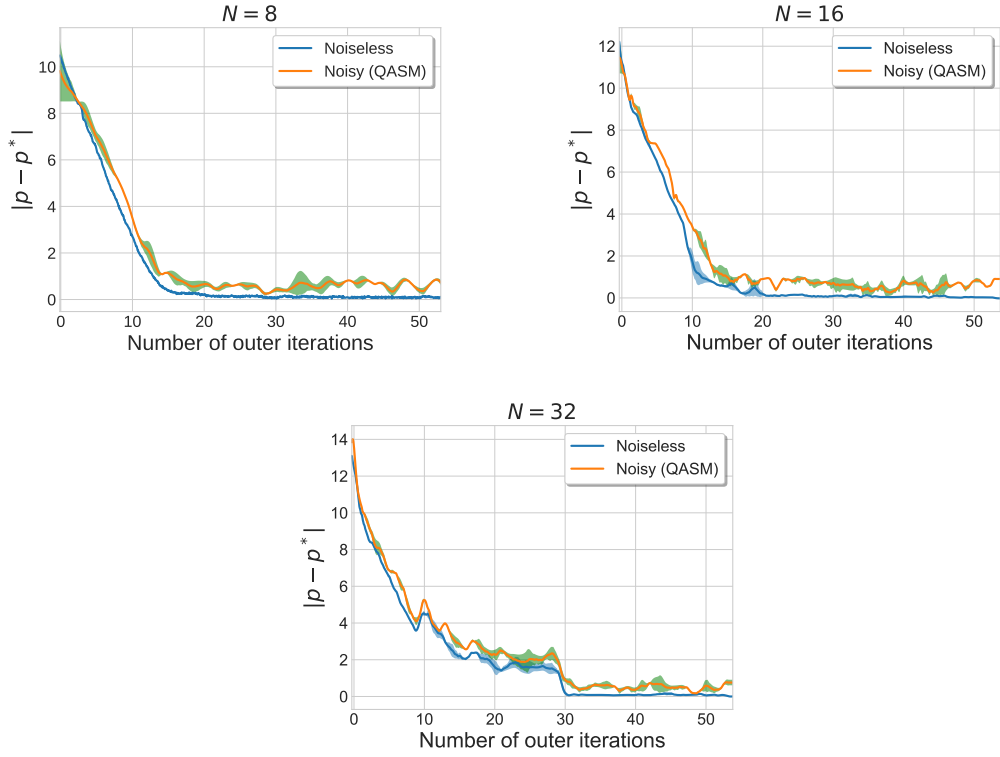 N = 8
Noiseless
Noisy (QASM)
|p − p*|
10
8
6
4
2
0
0 10 20 30 40 50
Number of outer iterations
N = 16
Noiseless
Noisy (QASM)
|p − p*|
12
10
8
6
4
2
0
0 10 20 30 40 50
Number of outer iterations
N = 32
Noiseless
Noisy (QASM)
|p − p*|
14
12
10
8
6
4
2
0
0 10 20 30 40 50
Number of outer iterations